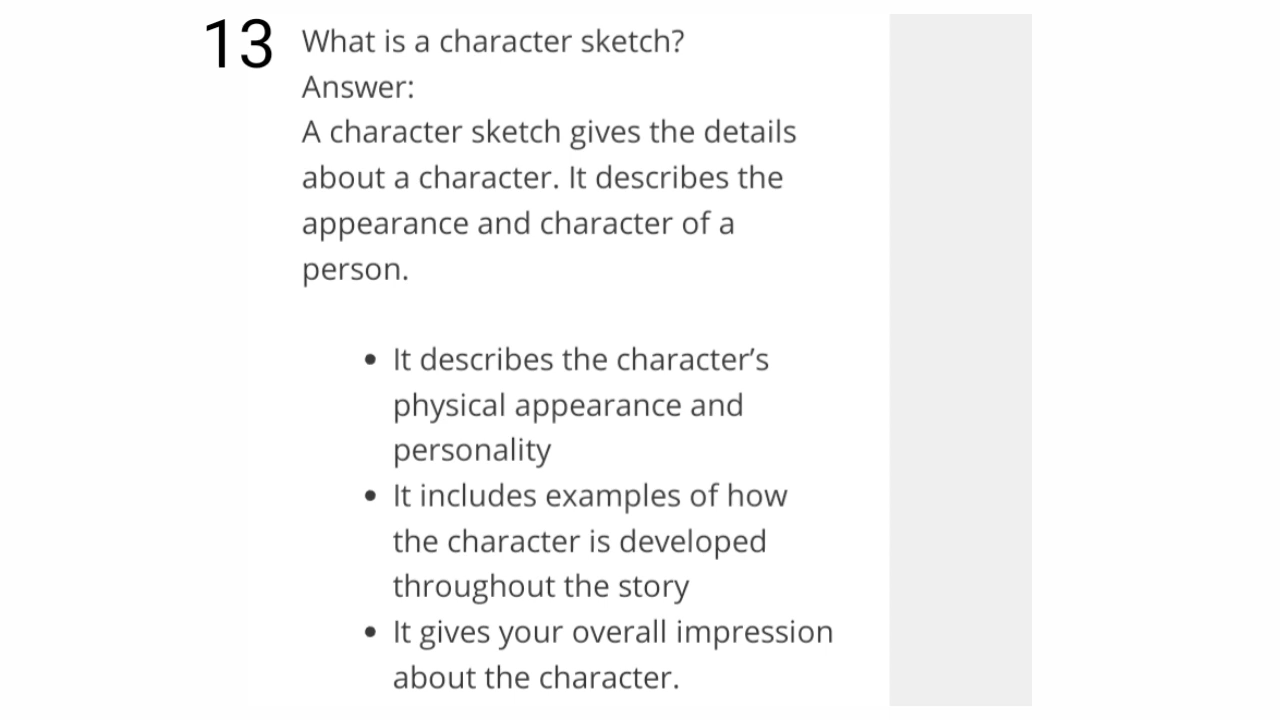 13 What is a character sketch?
Answer:
A character sketch gives the details
about a character. It describes the
appearance and character of a
person.
• It describes the character’s
physical appearance and
personality
• It includes examples of how
the character is developed
throughout the story
• It gives your overall impression
about the character.